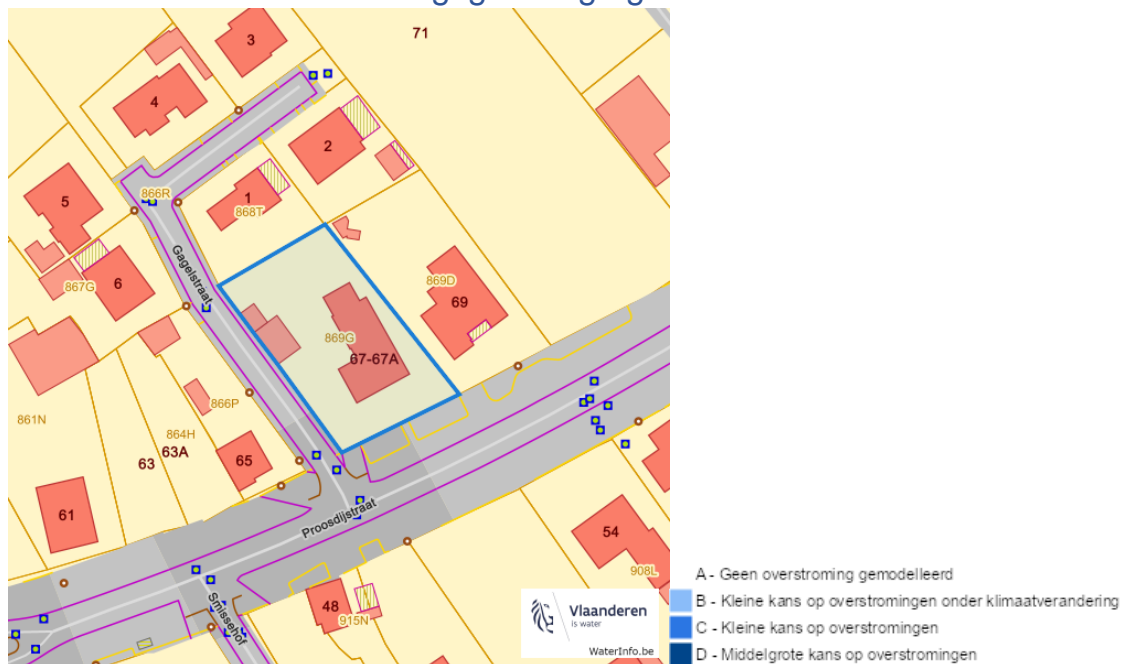 71
3
4
2
866R
5
1
868T
Gagelstraat
6
867G
869D
69
869G
67-67A
861N
866P
864H
63A
63
65
61
Proosdijstraat
54
908L
Smissehof
48
915N
Vlaanderen
is water
WaterInfo.be
A - Geen overstroming gemodelleerd
B - Kleine kans op overstromingen onder klimaatverandering
C - Kleine kans op overstromingen
D - Middelgrote kans op overstromingen